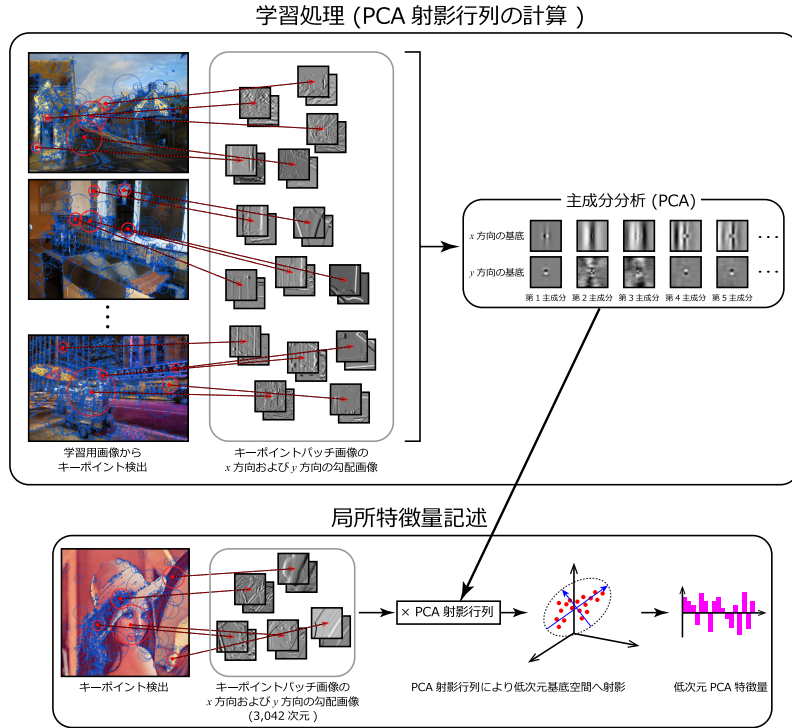 学習処理 (PCA 射影行列の計算 )
主成分分析 (PCA)
x 方向の基底
y 方向の基底
第 1 主成分 第 2 主成分 第 3 主成分 第 4 主成分 第 5 主成分
学習用画像から
キーポイント検出
キーポイントパッチ画像の
x 方向および y 方向の勾配画像
局所特徴量記述
× PCA 射影行列
キーポイント検出
キーポイントパッチ画像の
x 方向および y 方向の勾配画像
(3,042 次元 )
PCA 射影行列により低次元基底空間へ射影
低次元 PCA 特徴量